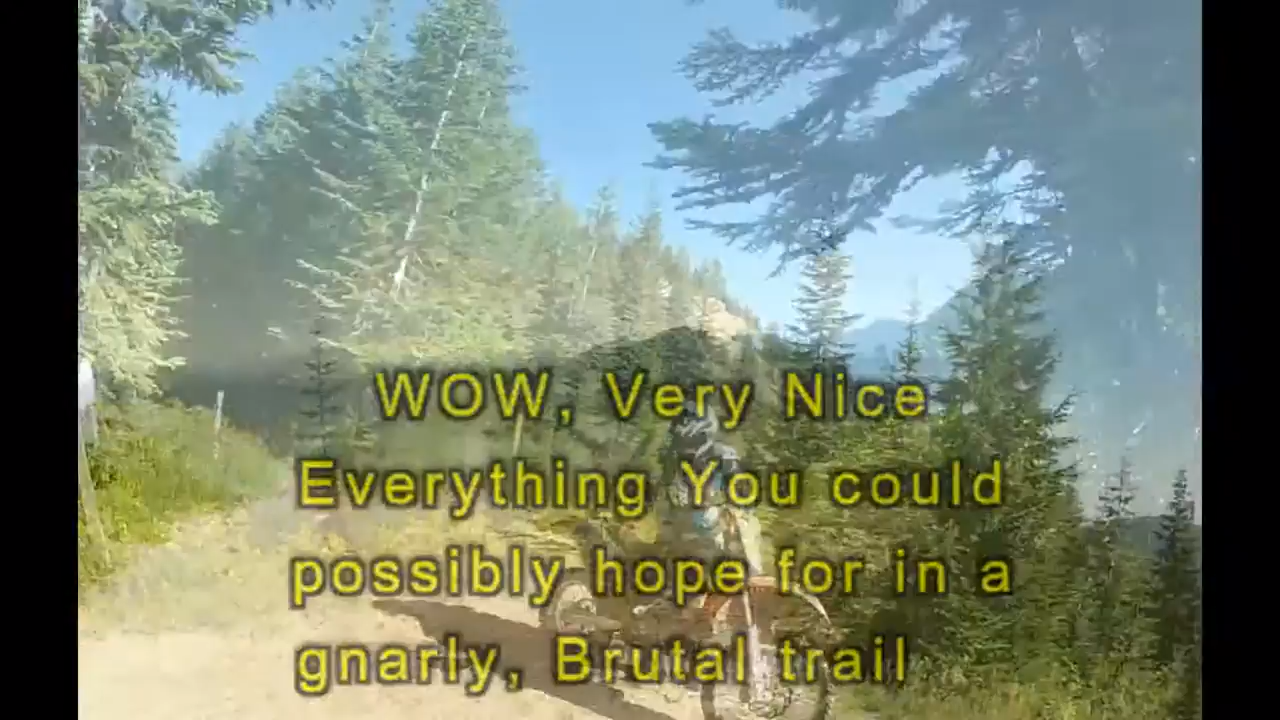 WOW, Very Nice
Everything You could
possibly hope for in a
gnarly, Brutal trail